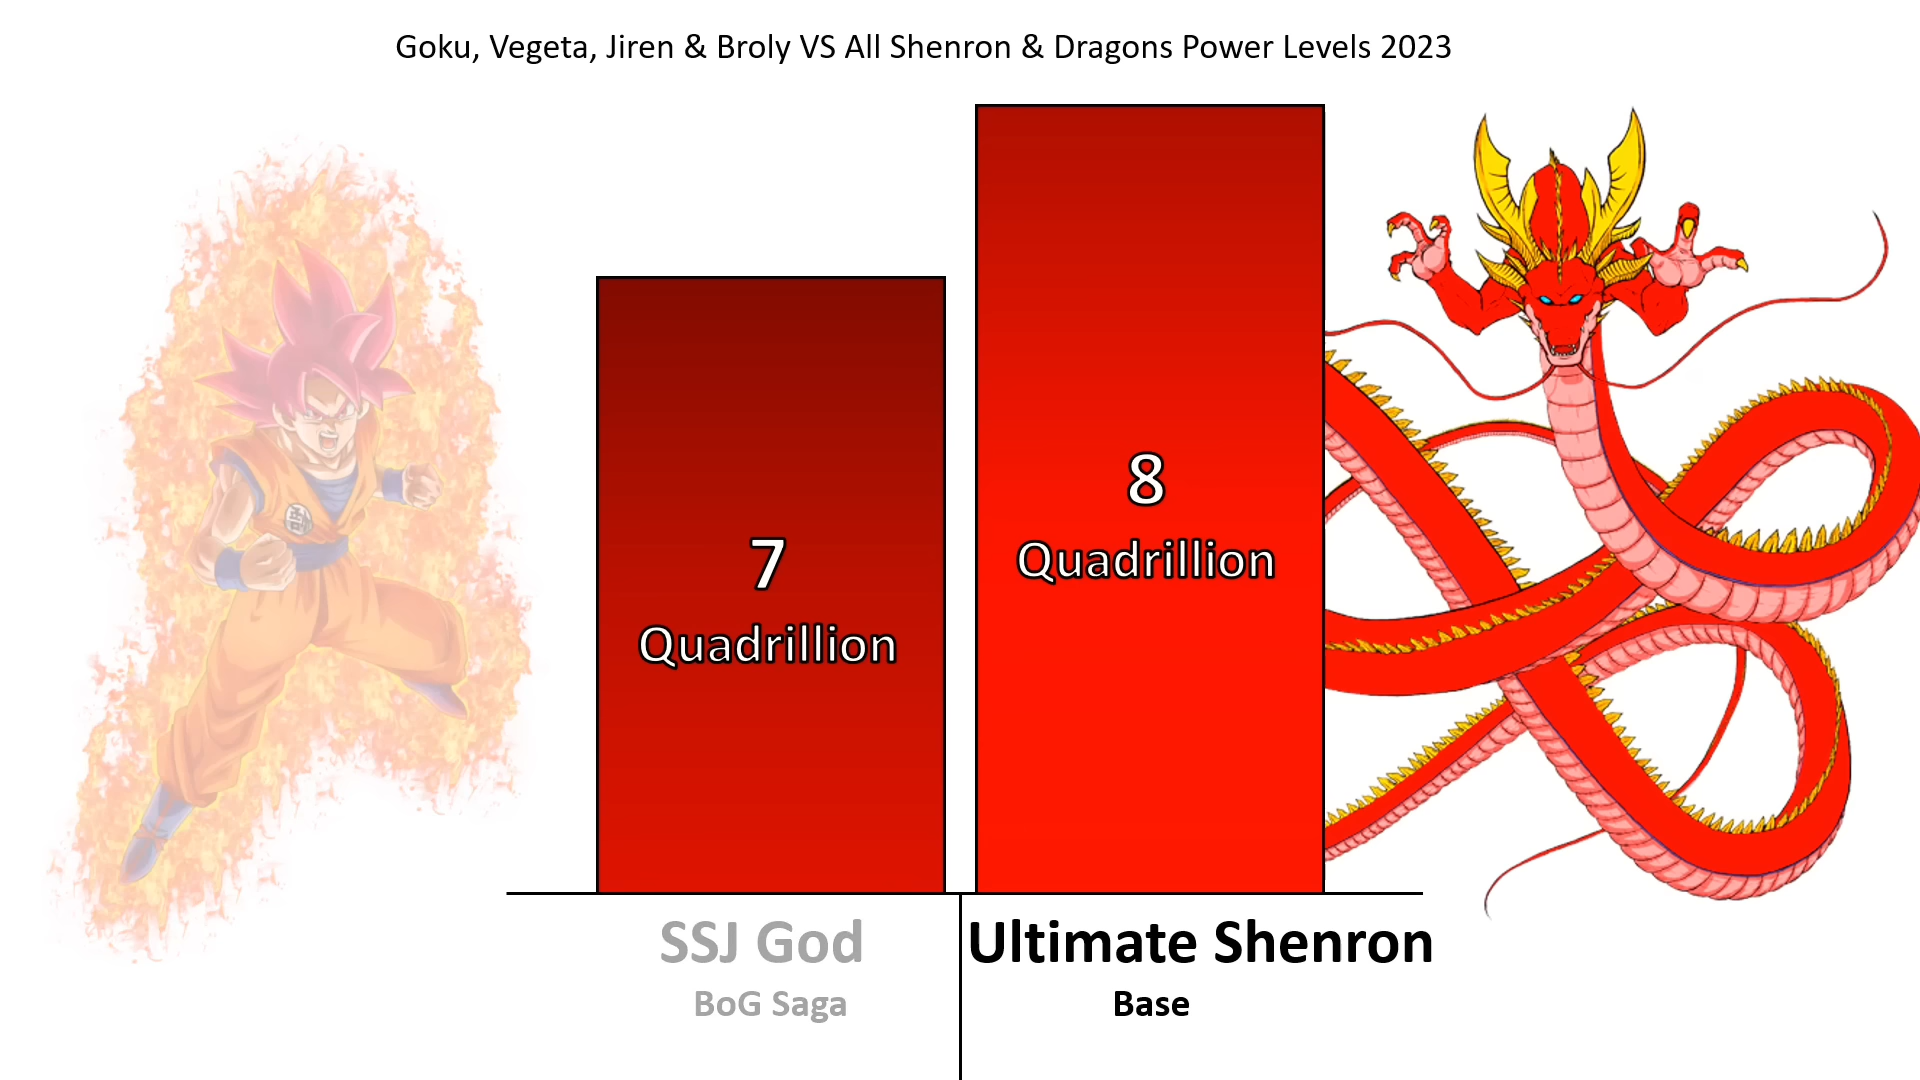 Goku, Vegeta, Jiren & Broly VS All Shenron & Dragons Power Levels 2023
7
Quadrillion
8
Quadrillion
SSJ God
BoG Saga
Ultimate Shenron
Base